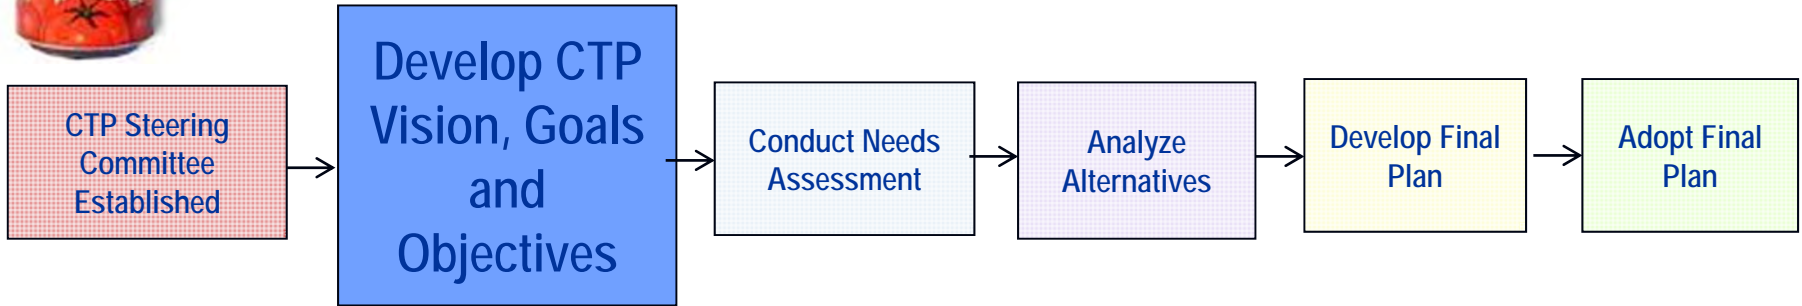 CTP Steering
Committee
Established
Develop CTP
Vision, Goals
and
Objectives
Conduct Needs
Assessment
Analyze
Alternatives
Develop Final
Plan
Adopt Final
Plan